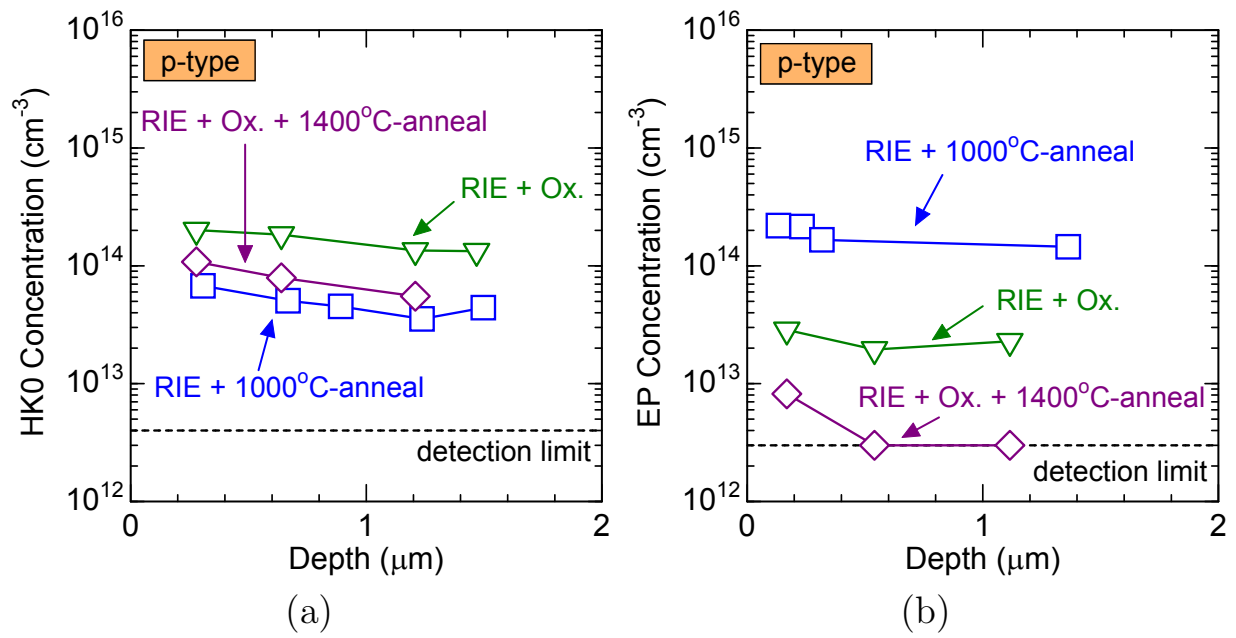 p-type
RIE + Ox. + 1400°C-anneal
RIE + Ox.
RIE + 1000°C-anneal
detection limit
HK0 Concentration (cm⁻³)
10¹⁶
10¹⁵
10¹⁴
10¹³
10¹²
0 1 2
Depth (μm)
(a)
p-type
RIE + 1000°C-anneal
RIE + Ox.
RIE + Ox. + 1400°C-anneal
detection limit
EP Concentration (cm⁻³)
10¹⁶
10¹⁵
10¹⁴
10¹³
10¹²
0 1 2
Depth (μm)
(b)